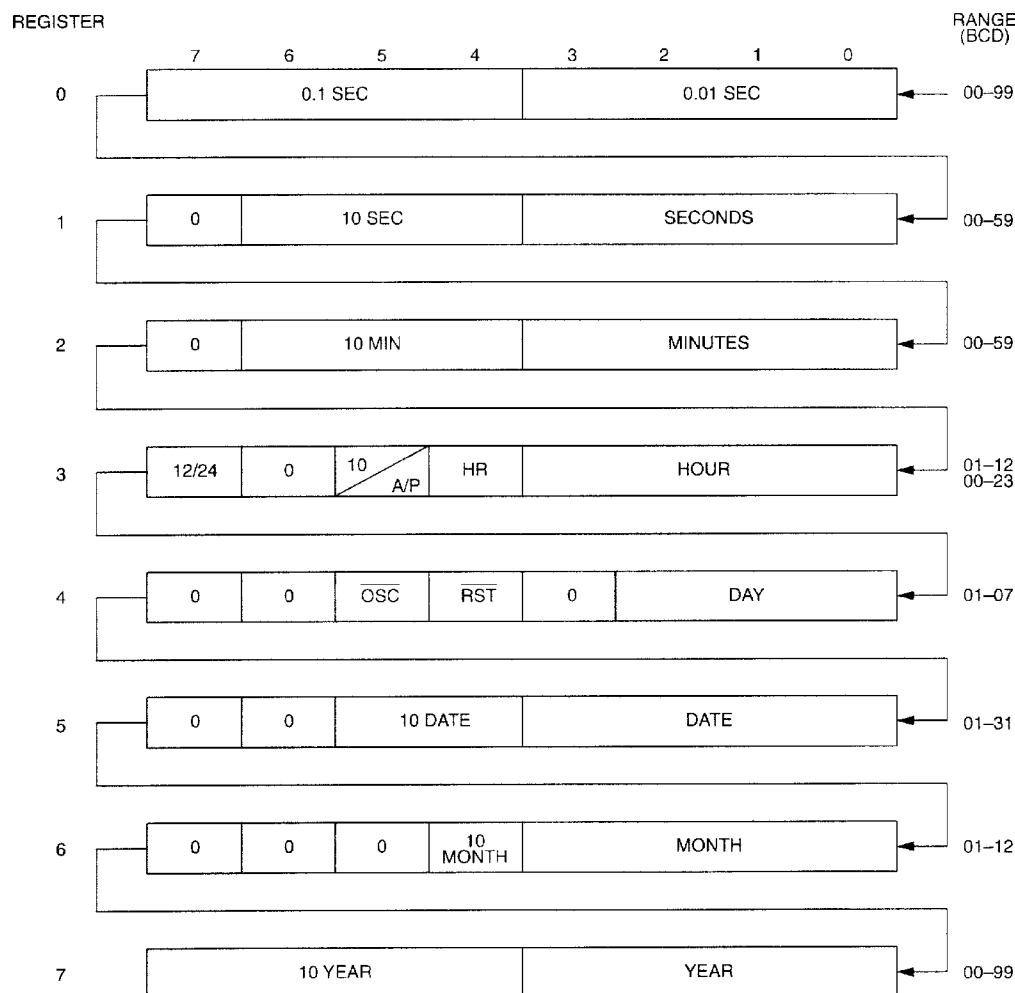 REGISTER
RANGE
(BCD)
7 6 5 4 3 2 1 0
0 0.1 SEC 0.01 SEC 00–99
1 0 10 SEC SECONDS 00–59
2 0 10 MIN MINUTES 00–59
3 12/24 0 10 A/P HR HOUR 01–12
00–23
4 0 0 OSC RST 0 DAY 01–07
5 0 0 10 DATE DATE 01–31
6 0 0 0 10 MONTH MONTH 01–12
7 10 YEAR YEAR 00–99